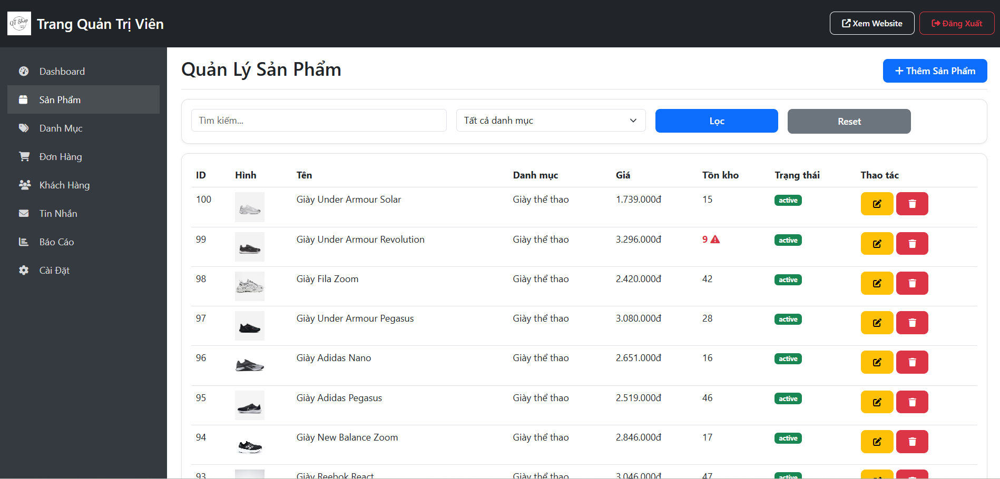 QT Shop
Trang Quản Trị Viên
Xem Website
Đăng Xuất
Dashboard
Sản Phẩm
Danh Mục
Đơn Hàng
Khách Hàng
Tin Nhắn
Báo Cáo
Cài Đặt
Quản Lý Sản Phẩm
Thêm Sản Phẩm
Tìm kiếm...
Tất cả danh mục
Lọc
Reset
ID Hình Tên Danh mục Giá Tồn kho Trạng thái Thao tác
100 Giày Under Armour Solar Giày thể thao 1.739.000đ 15 active
99 Giày Under Armour Revolution Giày thể thao 3.296.000đ 9 active
98 Giày Fila Zoom Giày thể thao 2.420.000đ 42 active
97 Giày Under Armour Pegasus Giày thể thao 3.080.000đ 28 active
96 Giày Adidas Nano Giày thể thao 2.651.000đ 16 active
95 Giày Adidas Pegasus Giày thể thao 2.519.000đ 46 active
94 Giày New Balance Zoom Giày thể thao 2.846.000đ 17 active
93 Giày Reebok React Giày thể thao 3.046.000đ 47 active